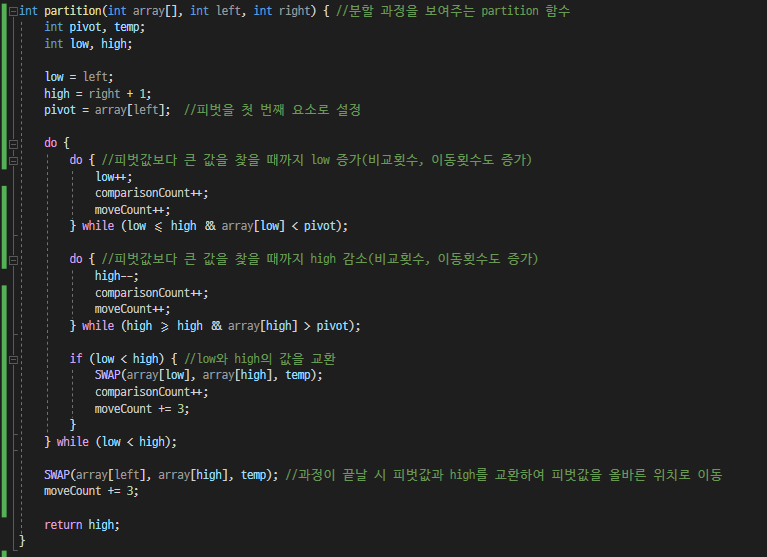 int partition(int array[], int left, int right) { //분할 과정을 보여주는 partition 함수
int pivot, temp;
int low, high;
low = left;
high = right + 1;
pivot = array[left]; //피벗을 첫 번째 요소로 설정
do {
do { //피벗값보다 큰 값을 찾을 때까지 low 증가(비교횟수, 이동횟수도 증가)
low++;
comparisonCount++;
moveCount++;
} while (low <= high && array[low] < pivot);
do { //피벗값보다 큰 값을 찾을 때까지 high 감소(비교횟수, 이동횟수도 증가)
high--;
comparisonCount++;
moveCount++;
} while (high >= high && array[high] > pivot);
if (low < high) { //low와 high의 값을 교환
SWAP(array[low], array[high], temp);
comparisonCount++;
moveCount += 3;
}
} while (low < high);
SWAP(array[left], array[high], temp); //과정이 끝날 시 피벗값과 high를 교환하여 피벗값을 올바른 위치로 이동
moveCount += 3;
return high;
}